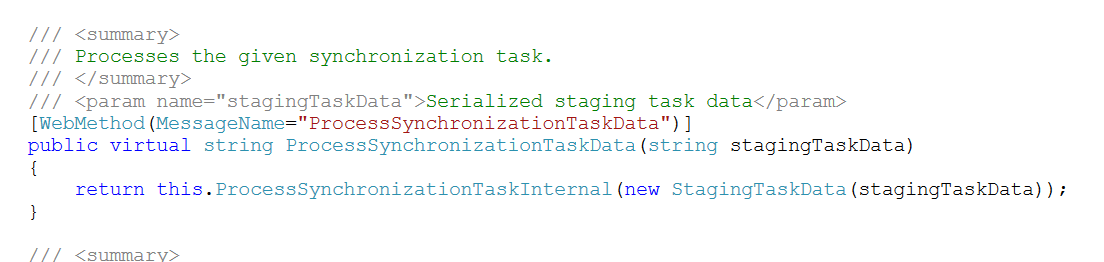 /// <summary>
/// Processes the given synchronization task.
/// </summary>
/// <param name="stagingTaskData">Serialized staging task data</param>
[WebMethod(MessageName="ProcessSynchronizationTaskData")]
public virtual string ProcessSynchronizationTaskData(string stagingTaskData)
{
    return this.ProcessSynchronizationTaskInternal(new StagingTaskData(stagingTaskData));
}
/// <summary>